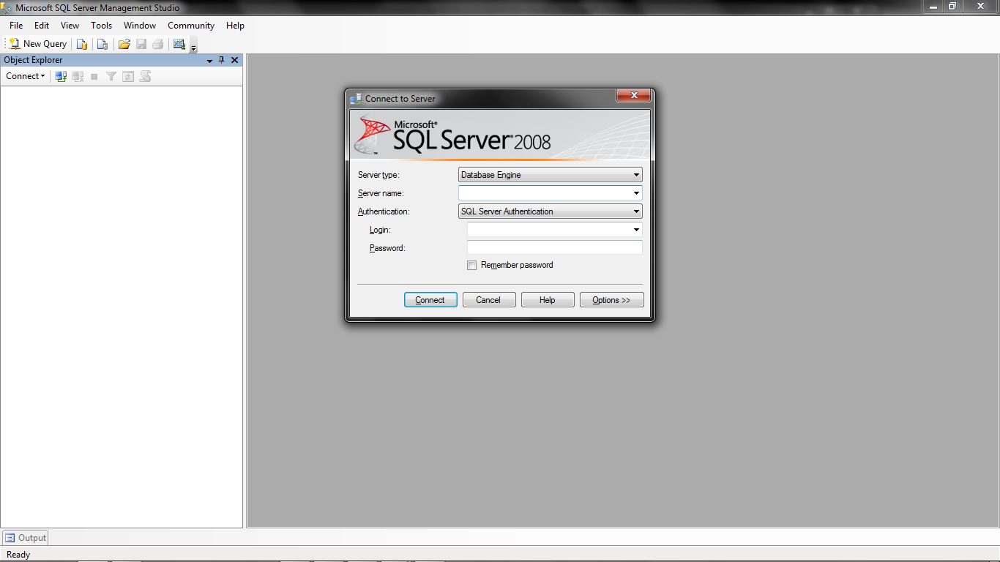 Microsoft SQL Server Management Studio
File Edit View Tools Window Community Help
New Query
Object Explorer
Connect
Connect to Server
Microsoft®
SQL Server® 2008
™
Server type: Database Engine
Server name:
Authentication: SQL Server Authentication
Login:
Password:
Remember password
Connect Cancel Help Options >>
Output
Ready